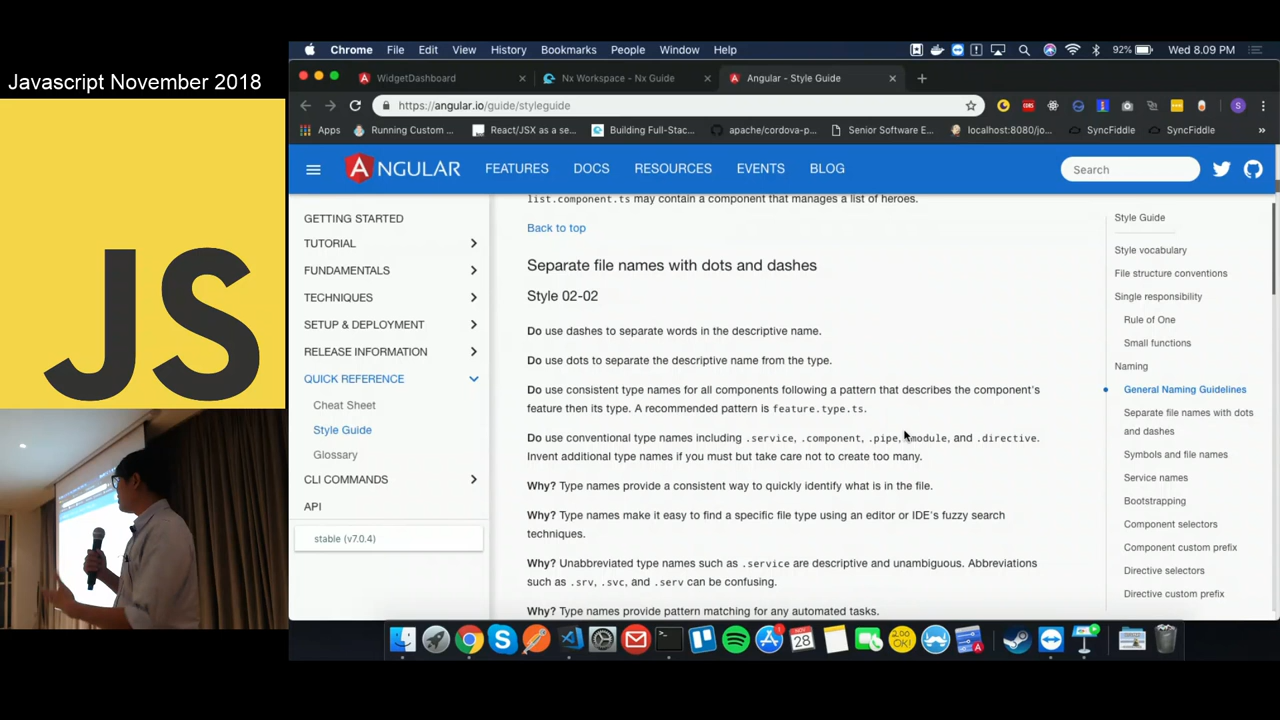 Javascript November 2018
JS
Chrome File Edit View History Bookmarks People Window Help 92% Wed 8.09 PM
WidgetDashboard
Nx Workspace - Nx Guide
Angular - Style Guide
https://angular.io/guide/styleguide
Apps Running Custom ... React/JSX as a se... Building Full-Stac... apache/cordova-p... Senior Software E... localhost:8080/jo... SyncFiddle SyncFiddle »
ANGULAR FEATURES DOCS RESOURCES EVENTS BLOG Search
GETTING STARTED
TUTORIAL
FUNDAMENTALS
TECHNIQUES
SETUP & DEPLOYMENT
RELEASE INFORMATION
QUICK REFERENCE
Cheat Sheet
Style Guide
Glossary
CLI COMMANDS
API
stable (v7.0.4)
list.component.ts may contain a component that manages a list of heroes.
Back to top
Separate file names with dots and dashes
Style 02-02
Do use dashes to separate words in the descriptive name.
Do use dots to separate the descriptive name from the type.
Do use consistent type names for all components following a pattern that describes the component's
feature then its type. A recommended pattern is feature.type.ts.
Do use conventional type names including .service, .component, .pipe, .module, and .directive.
Invent additional type names if you must but take care not to create too many.
Why? Type names provide a consistent way to quickly identify what is in the file.
Why? Type names make it easy to find a specific file type using an editor or IDE's fuzzy search
techniques.
Why? Unabbreviated type names such as .service are descriptive and unambiguous. Abbreviations
such as .srv, .svc, and .serv can be confusing.
Why? Type names provide pattern matching for any automated tasks.
Style Guide
Style vocabulary
File structure conventions
Single responsibility
Rule of One
Small functions
Naming
General Naming Guidelines
Separate file names with dots
and dashes
Symbols and file names
Service names
Bootstrapping
Component selectors
Component custom prefix
Directive selectors
Directive custom prefix
NOV
28
200
OK!